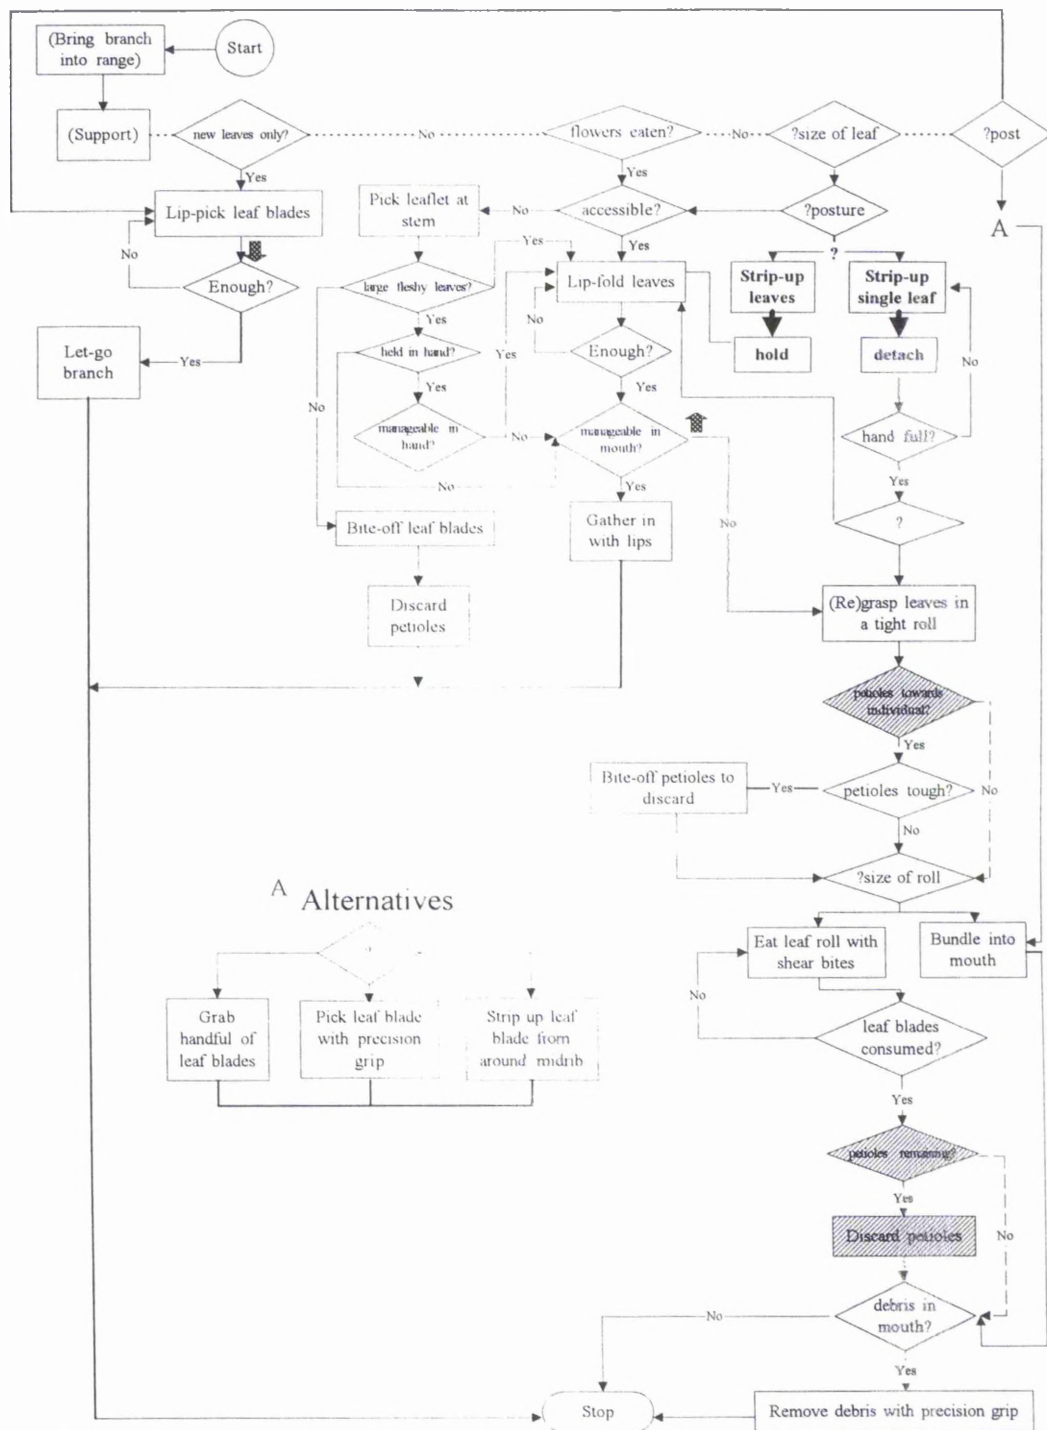 (Bring branch
into range)
Start
(Support)
new leaves only?
No
flowers eaten?
No
?size of leaf
?post
Yes
Yes
Lip-pick leaf blades
Pick leaflet at
stem
No
accessible?
?posture
A
No
Yes
Yes
?
Enough?
large fleshy leaves?
Lip-fold leaves
Strip-up
leaves
Strip-up
single leaf
Yes
No
Let-go
branch
Yes
held in hand?
Yes
Enough?
hold
detach
No
No
Yes
Yes
manageable in
hand?
No
manageable in
mouth?
hand full?
No
Yes
Yes
Bite-off leaf blades
Gather in
with lips
No
?
Discard
petioles
(Re)grasp leaves in
a tight roll
petioles towards
individual?
Yes
Bite-off petioles to
discard
Yes
petioles tough?
No
No
?size of roll
A
Alternatives
Eat leaf roll with
shear bites
Bundle into
mouth
Grab
handful of
leaf blades
Pick leaf blade
with precision
grip
Strip up leaf
blade from
around midrib
No
leaf blades
consumed?
Yes
petioles remaining?
Yes
Discard petioles
No
debris in
mouth?
No
Yes
Stop
Remove debris with precision grip